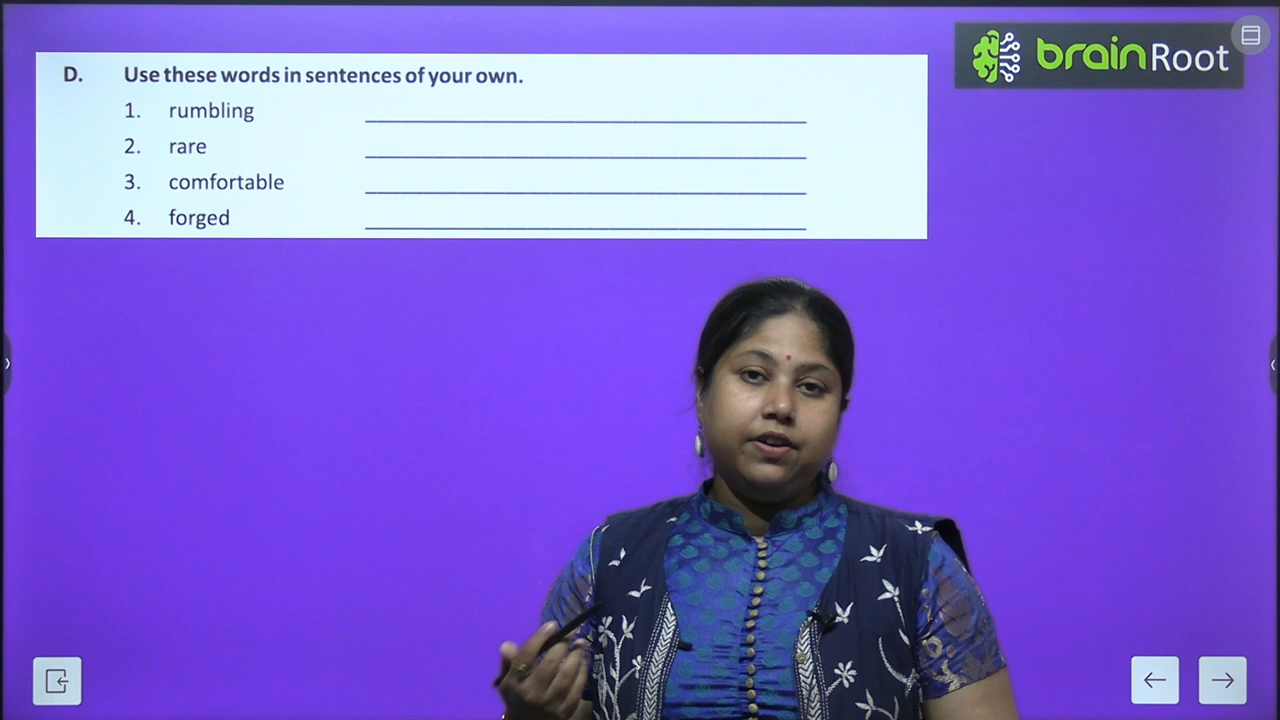 D. Use these words in sentences of your own.
1. rumbling
2. rare
3. comfortable
4. forged
brainRoot